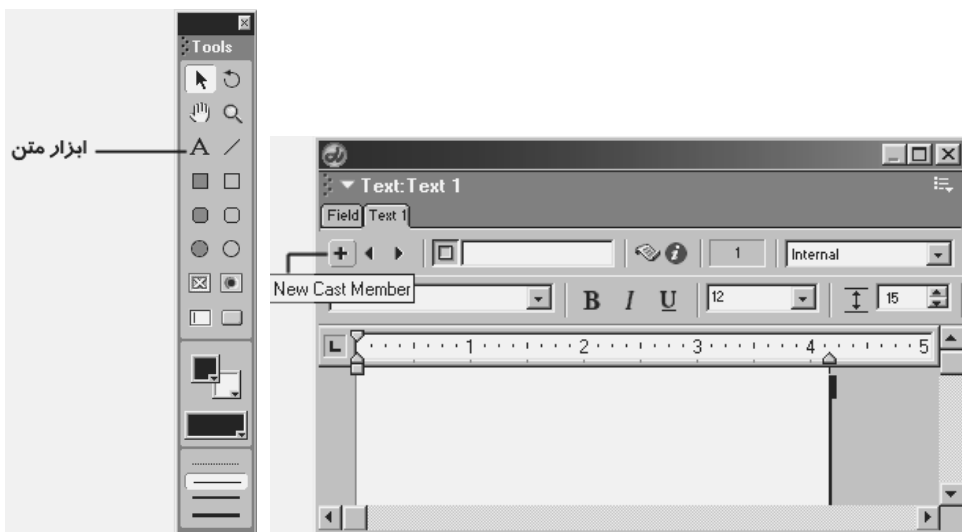 Tools
ابزار متن
A
Text:Text 1
Field Text 1
1 Internal
New Cast Member
B I U 12 15
L 1 2 3 4 5